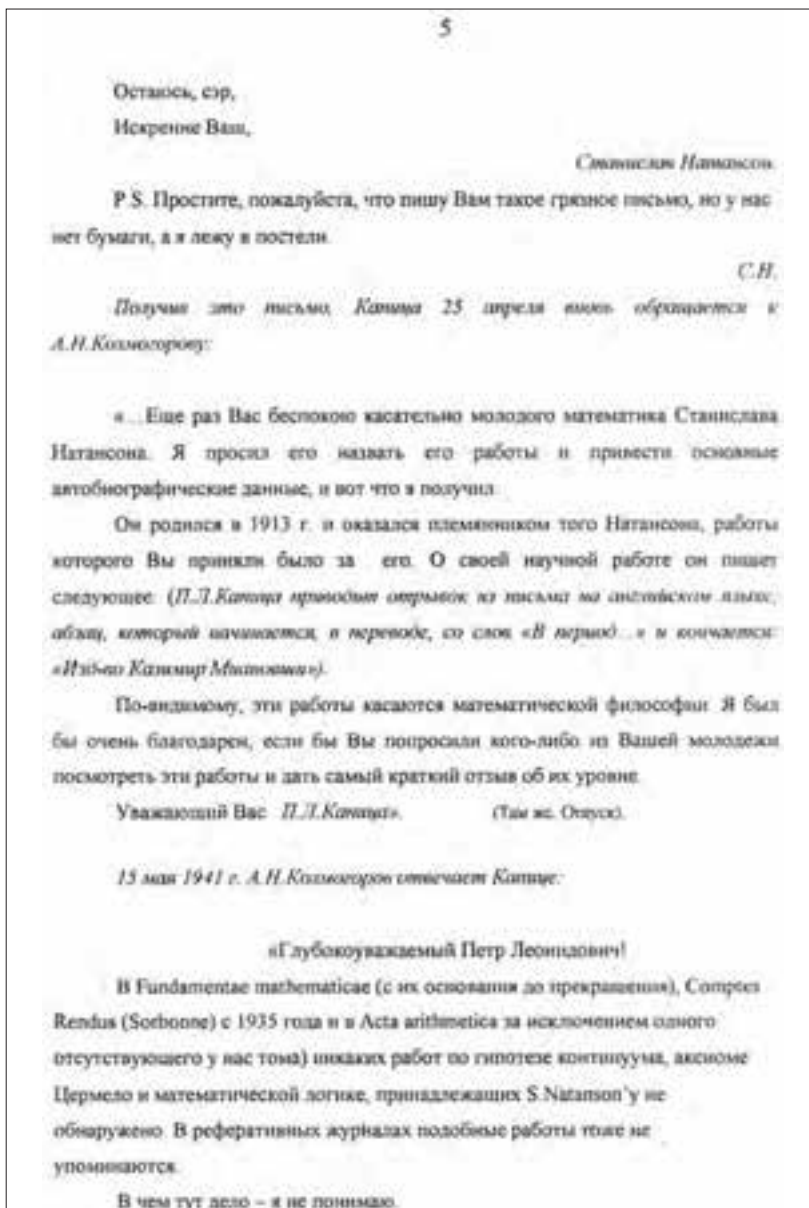 5
Остаюсь, сэр,
Искренне Ваш,
Станислав Натансон.
P.S. Простите, пожалуйста, что пишу Вам такое грязное письмо, но у нас
нет бумаги, а я лежу в постели.
С.Н.
Получив это письмо, Капица 25 апреля вновь обращается к
А.Н.Колмогорову:
«...Еще раз Вас беспокою касательно молодого математика Станислава
Натансона. Я просил его назвать его работы и привести основные
автобиографические данные, и вот что я получил.
Он родился в 1913 г. и оказался племянником того Натансона, работы
которого Вы приняли было за его. О своей научной работе он пишет
следующее: (П.Л.Капица приводит отрывок из письма на английском языке,
абзац, который начинается, в переводе, со слов «В период...» и кончается:
«Изд-во Казимир Мианowski»).
По-видимому, эти работы касаются математической философии. Я был
бы очень благодарен, если бы Вы попросили кого-либо из Вашей молодежи
посмотреть эти работы и дать самый краткий отзыв об их уровне.
Уважающий Вас П.Л.Капица». (Там же. Отпуск).
15 мая 1941 г. А.Н.Колмогоров отвечает Капице:
«Глубокоуважаемый Петр Леонидович!
В Fundamentae mathematicae (с их основания до прекращения), Comptes
Rendus (Sorbonne) с 1935 года и в Acta arithmetica за исключением одного
отсутствующего у нас тома) никаких работ по гипотезе континуума, аксиоме
Цермело и математической логике, принадлежащих S.Natanson'у не
обнаружено. В реферативных журналах подобные работы тоже не
упоминаются.
В чем тут дело – я не понимаю.